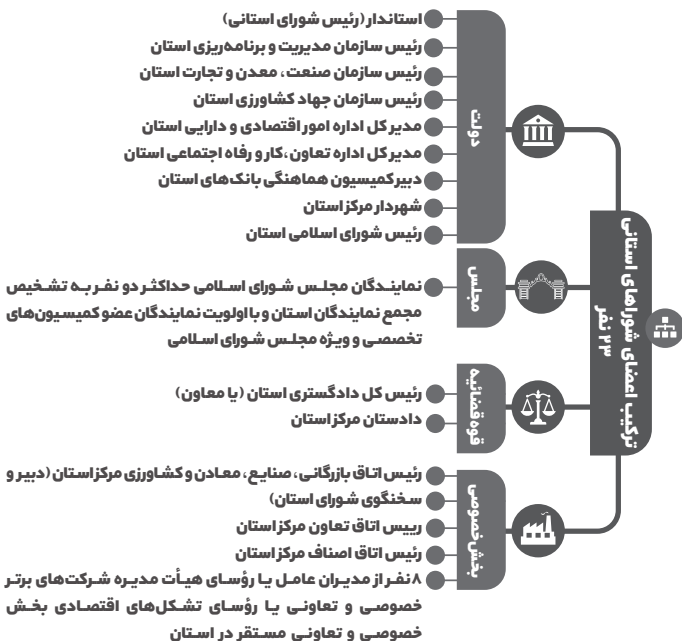 ترکیب اعضای شوراهای استانی
۲۳ نفر
دولت
استاندار (رئیس شورای استانی)
رئیس سازمان مدیریت و برنامه‌ریزی استان
رئیس سازمان صنعت، معدن و تجارت استان
رئیس سازمان جهاد کشاورزی استان
مدیر کل اداره امور اقتصادی و دارایی استان
مدیر کل اداره تعاون، کار و رفاه اجتماعی استان
دبیر کمیسیون هماهنگی بانک‌های استان
شهردار مرکز استان
رئیس شورای اسلامی استان
مجلس
نمایندگان مجلس شورای اسلامی حداکثر دو نفر به تشخیص
مجمع نمایندگان استان و با اولویت نمایندگان عضو کمیسیون‌های
تخصصی و ویژه مجلس شورای اسلامی
قوه قضائیه
رئیس کل دادگستری استان (یا معاون)
دادستان مرکز استان
بخش خصوصی
رئیس اتاق بازرگانی، صنایع، معادن و کشاورزی مرکز استان (دبیر و
سخنگوی شورای استان)
رییس اتاق تعاون مرکز استان
رئیس اتاق اصناف مرکز استان
۸ نفر از مدیران عامل یا رؤسای هیأت مدیره شرکت‌های برتر
خصوصی و تعاونی یا رؤسای تشکل‌های اقتصادی بخش
خصوصی و تعاونی مستقر در استان